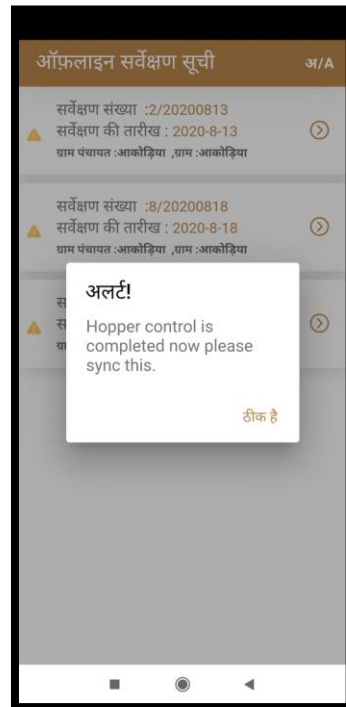 ऑफ़लाइन सर्वेक्षण सूची
अ/A
सर्वेक्षण संख्या :2/20200813
सर्वेक्षण की तारीख : 2020-8-13
ग्राम पंचायत :आकोड़िया ,ग्राम :आकोड़िया
सर्वेक्षण संख्या :8/20200818
सर्वेक्षण की तारीख : 2020-8-18
ग्राम पंचायत :आकोड़िया ,ग्राम :आकोड़िया
अलर्ट!
Hopper control is
completed now please
sync this.
ठीक है